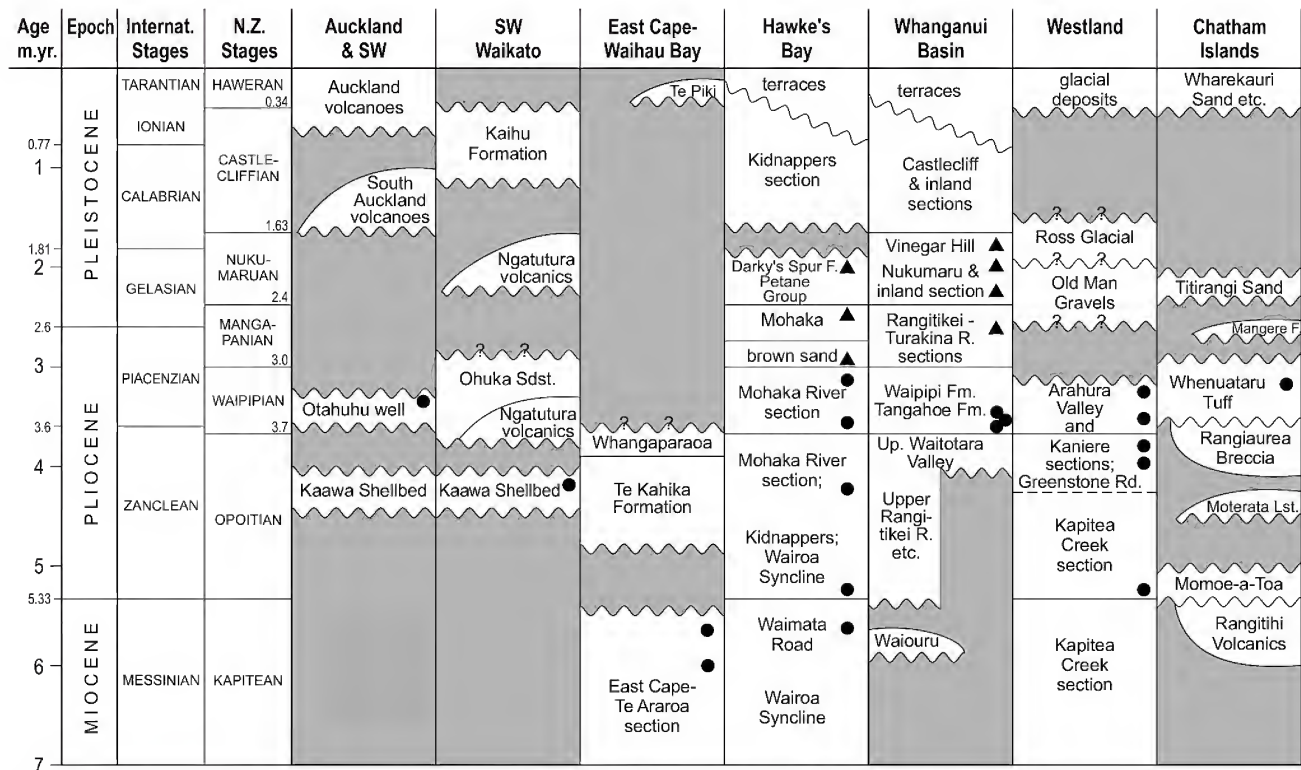 Age
m.yr.
Epoch
Internat.
Stages
N.Z.
Stages
Auckland
& SW
SW
Waikato
East Cape-
Waihau Bay
Hawke's
Bay
Whanganui
Basin
Westland
Chatham
Islands
0.77
1
1.81
2
2.6
3
3.6
4
5
5.33
6
7
PLEISTOCENE
PLIOCENE
MIOCENE
TARANTIAN
IONIAN
CALABRIAN
GELASIAN
PIACENZIAN
ZANCLEAN
MESSINIAN
HAWERAN
0.34
CASTLE-
CLIFFIAN
1.63
NUKU-
MARUAN
2.4
MANGA-
PANIAN
3.0
WAIPIPIAN
3.7
OPOITIAN
KAPITEAN
Auckland
volcanoes
South
Auckland
volcanoes
Otahuhu well
Kaawa Shellbed
Kaihu
Formation
Ngatutura
volcanics
? ?
Ohuka Sdst.
Ngatutura
volcanics
Kaawa Shellbed
Te Piki
? ?
Whangaparaoa
Te Kahika
Formation
East Cape-
Te Araroa
section
terraces
Kidnappers
section
Darky's Spur F.
Petane
Group
Mohaka
brown sand
Mohaka River
section
Mohaka River
section;
Kidnappers;
Wairoa
Syncline
Waimata
Road
Wairoa
Syncline
terraces
Castlecliff
& inland
sections
Vinegar Hill
Nukumaru &
inland section
Rangitikei -
Turakina R.
sections
Waipipi Fm.
Tangahoe Fm.
Up. Waitotara
Valley
Upper
Rangi-
tikei R.
etc.
Waiouru
glacial
deposits
? ?
Ross Glacial
? ?
Old Man
Gravels
? ?
Arahura
Valley
and
Kaniere
sections;
Greenstone Rd.
Kapitea
Creek
section
Kapitea
Creek
section
Wharekauri
Sand etc.
Titirangi Sand
Mangere F.
Whenuataru
Tuff
Rangiaurea
Breccia
Moterata Lst.
Momoe-a-Toa
Rangitihi
Volcanics